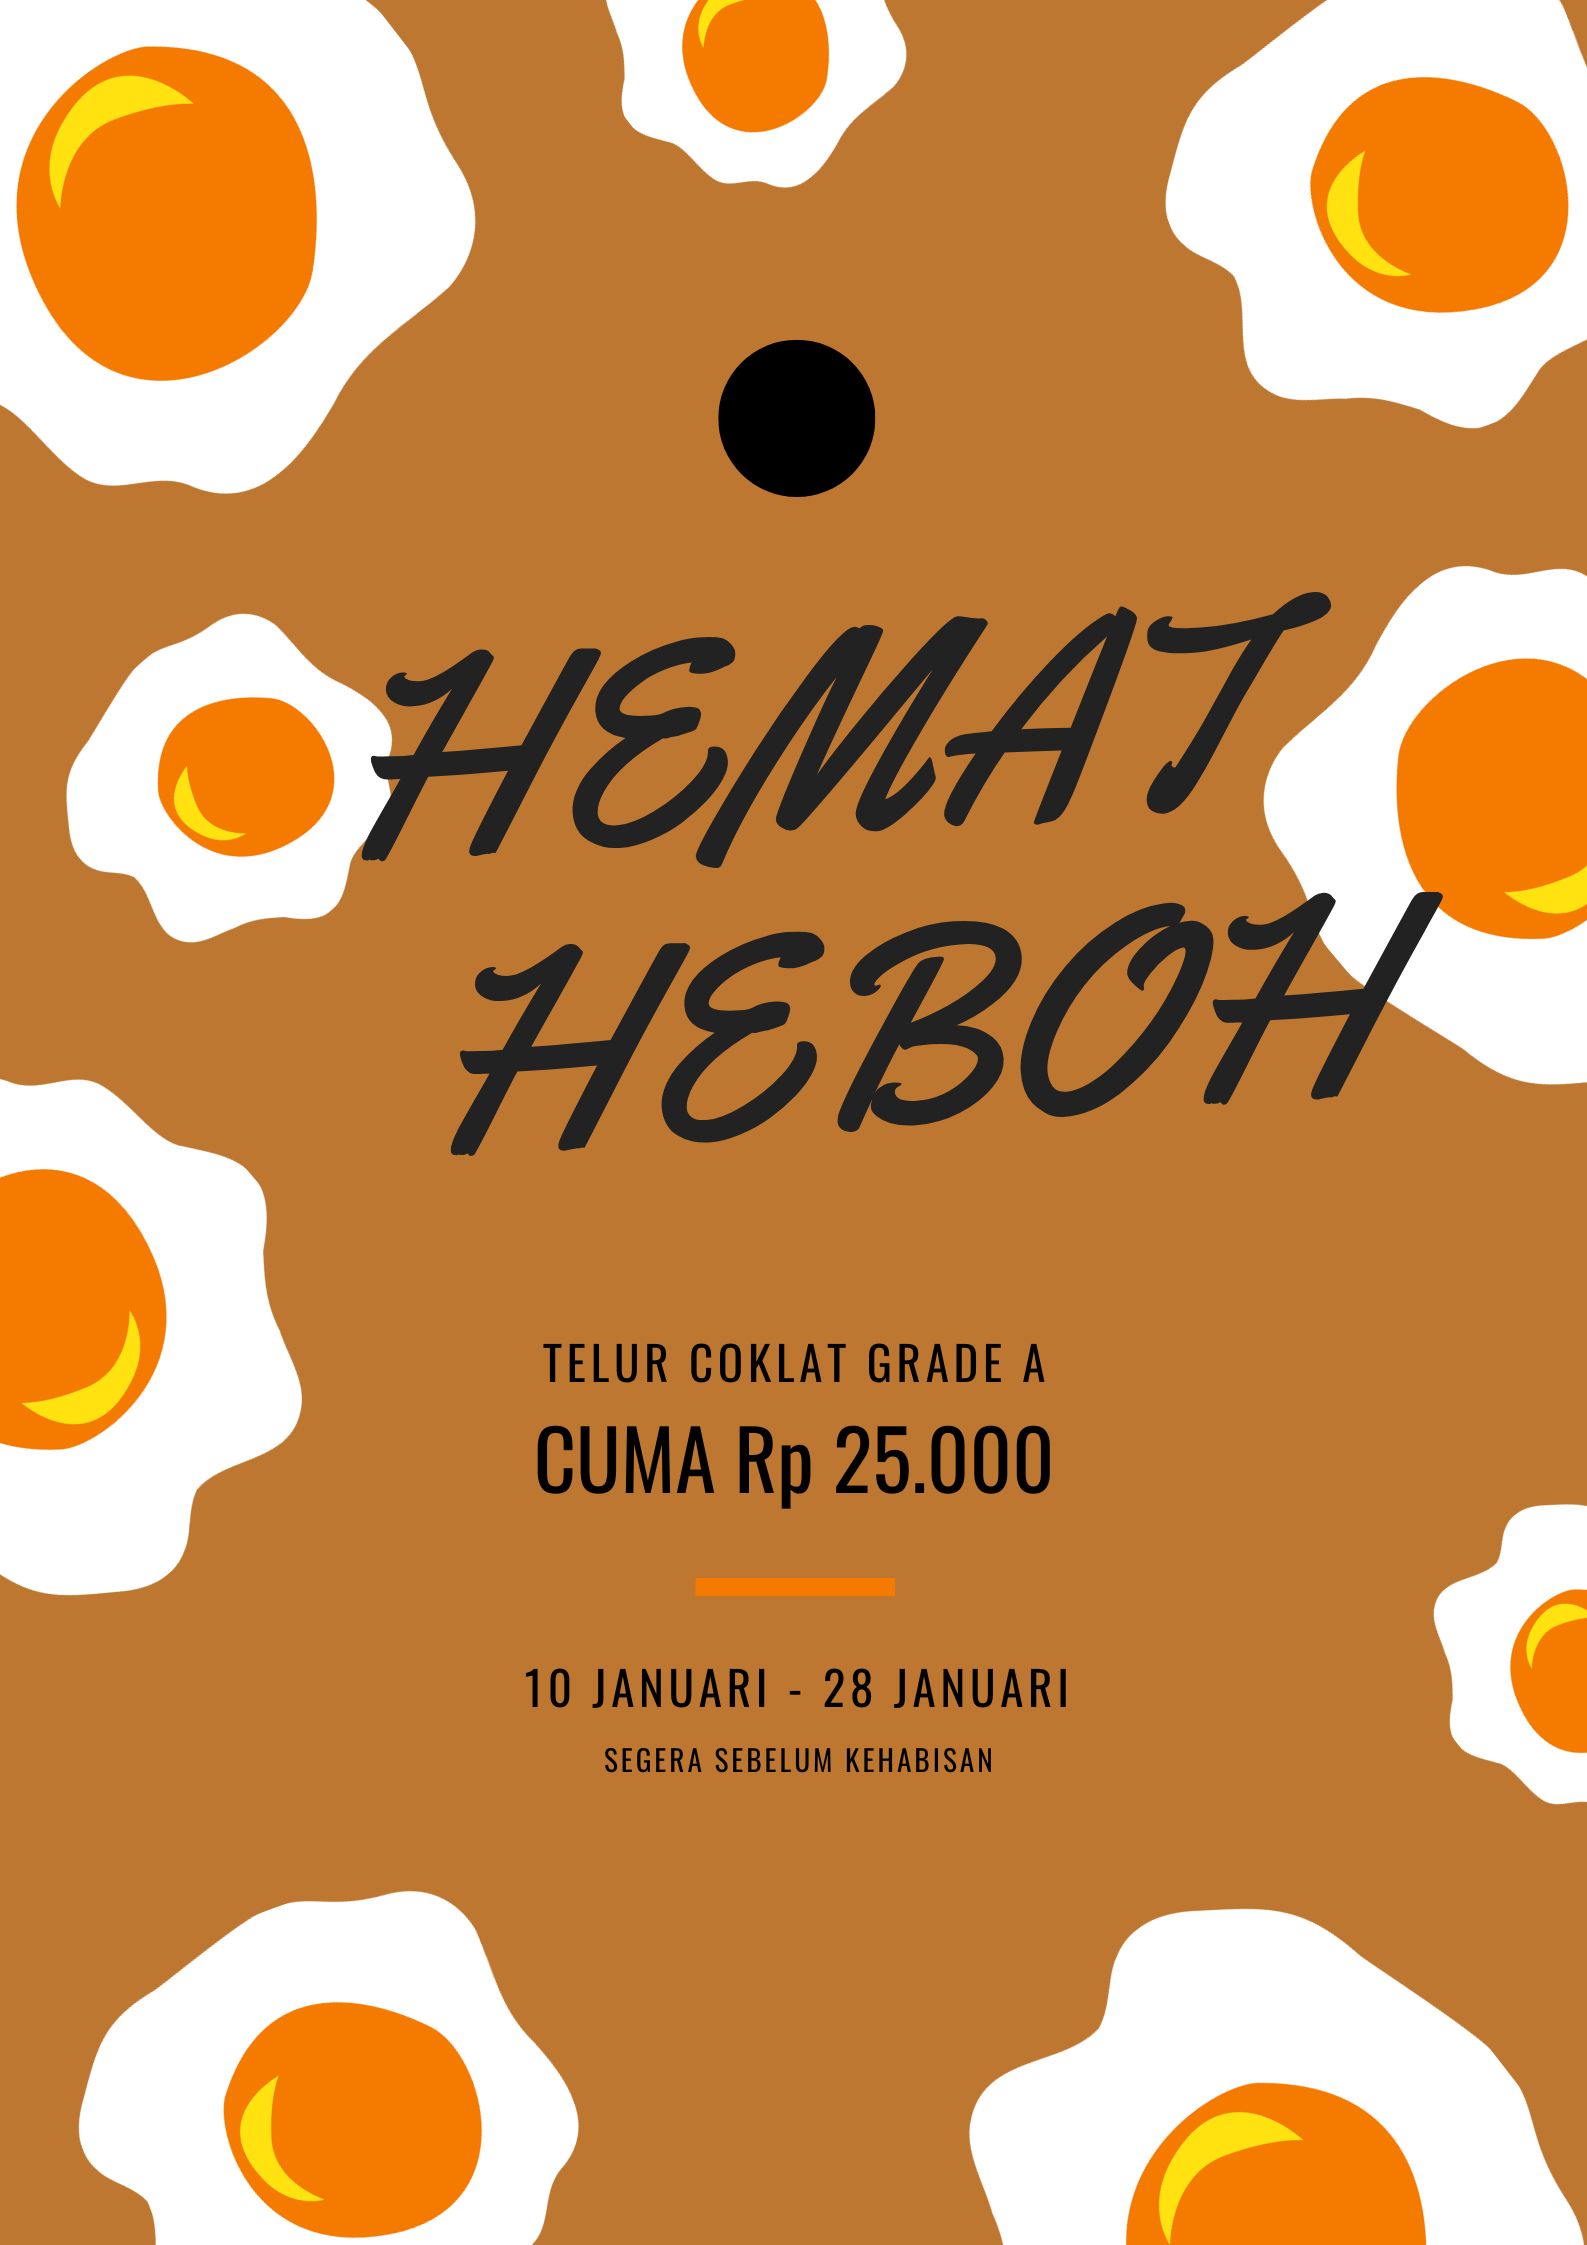 HEMAT
HEBOH
TELUR COKLAT GRADE A
CUMA Rp 25.000
10 JANUARI - 28 JANUARI
SEGERA SEBELUM KEHABISAN